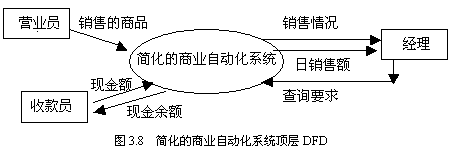 营业员
销售的商品
销售情况
经理
简化的商业自动化系统
日销售额
现金额
查询要求
收款员
现金余额
图 3.8 简化的商业自动化系统顶层 DFD